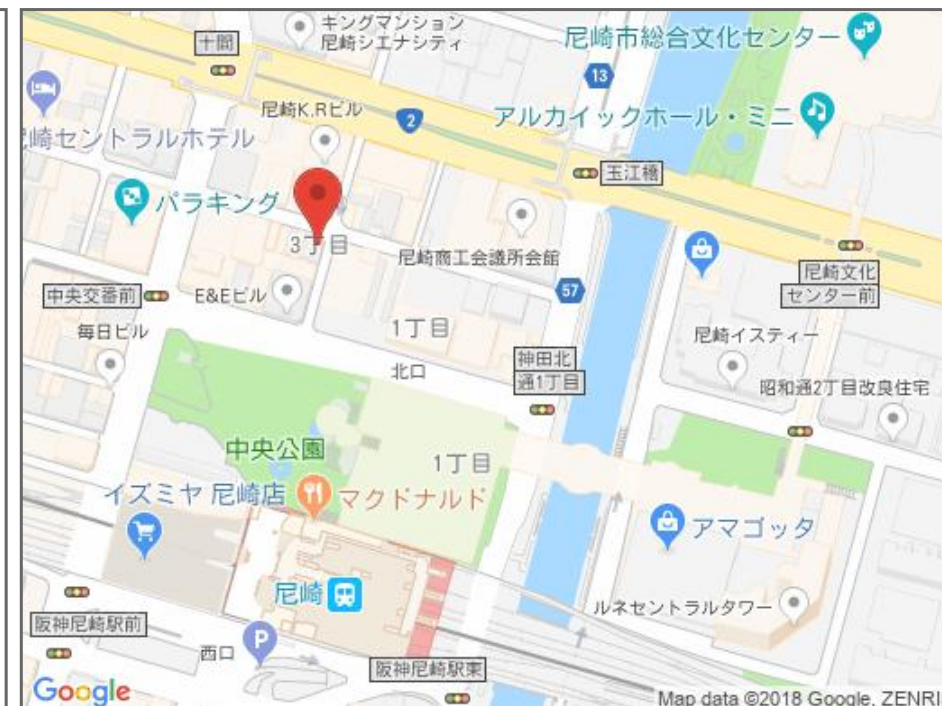 キングマンション
尼崎シエナシティ
十間
尼崎市総合文化センター
13
尼崎K.Rビル
2
アルカイックホール・ミニ
崎セントラルホテル
玉江橋
パラキング
3丁目
尼崎商工会議所会館
尼崎文化
センター前
中央交番前
E&Eビル
57
毎日ビル
1丁目
尼崎イスティー
北口
神田北
通1丁目
昭和通2丁目改良住宅
中央公園
1丁目
イズミヤ 尼崎店
マクドナルド
アマゴッタ
尼崎
ルネセントラルタワー
阪神尼崎駅前
西口
P
阪神尼崎駅東
Google
Map data ©2018 Google, ZENRI